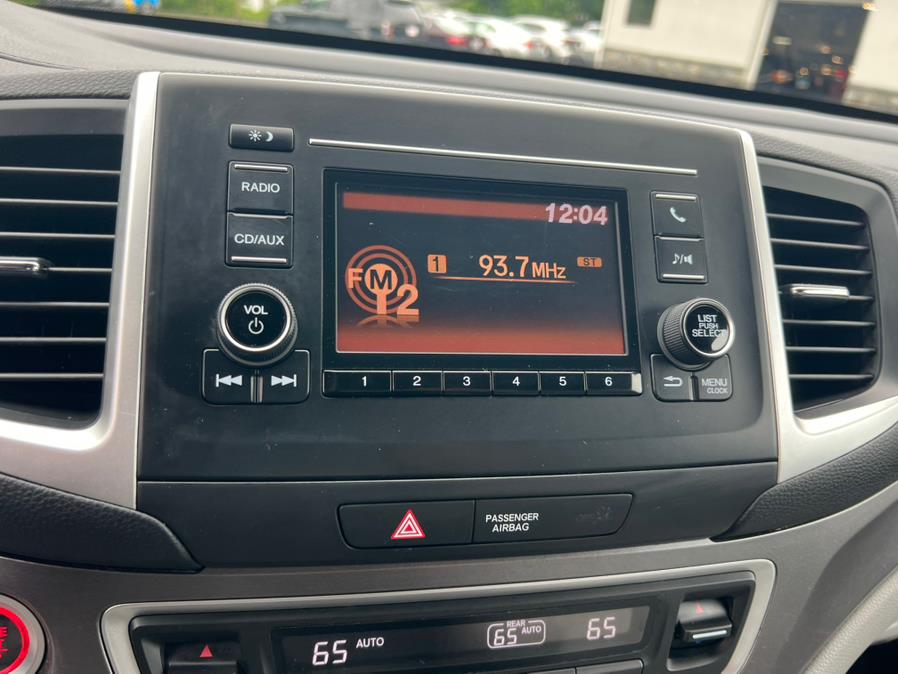 RADIO
CD/AUX
VOL
12:04
FM
2
1 93.7MHz ST
LIST
PUSH
SELECT
1 2 3 4 5 6
MENU
CLOCK
PASSENGER
AIRBAG
65 AUTO
REAR
65 AUTO
65